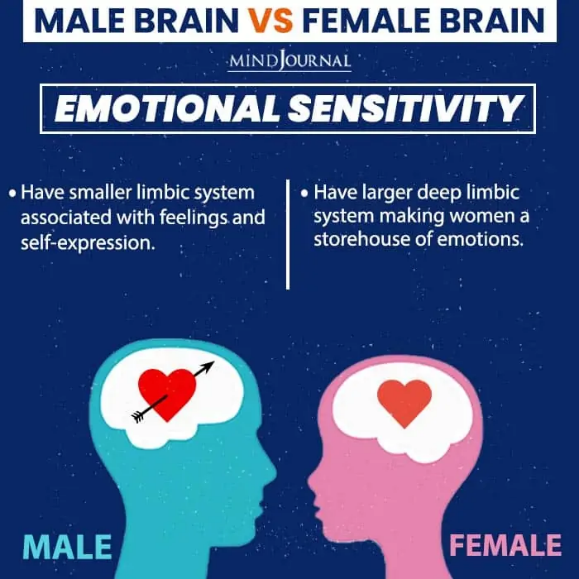 MALE BRAIN VS FEMALE BRAIN
MINDJOURNAL
EMOTIONAL SENSITIVITY
• Have smaller limbic system
associated with feelings and
self-expression.
• Have larger deep limbic
system making women a
storehouse of emotions.
MALE
FEMALE